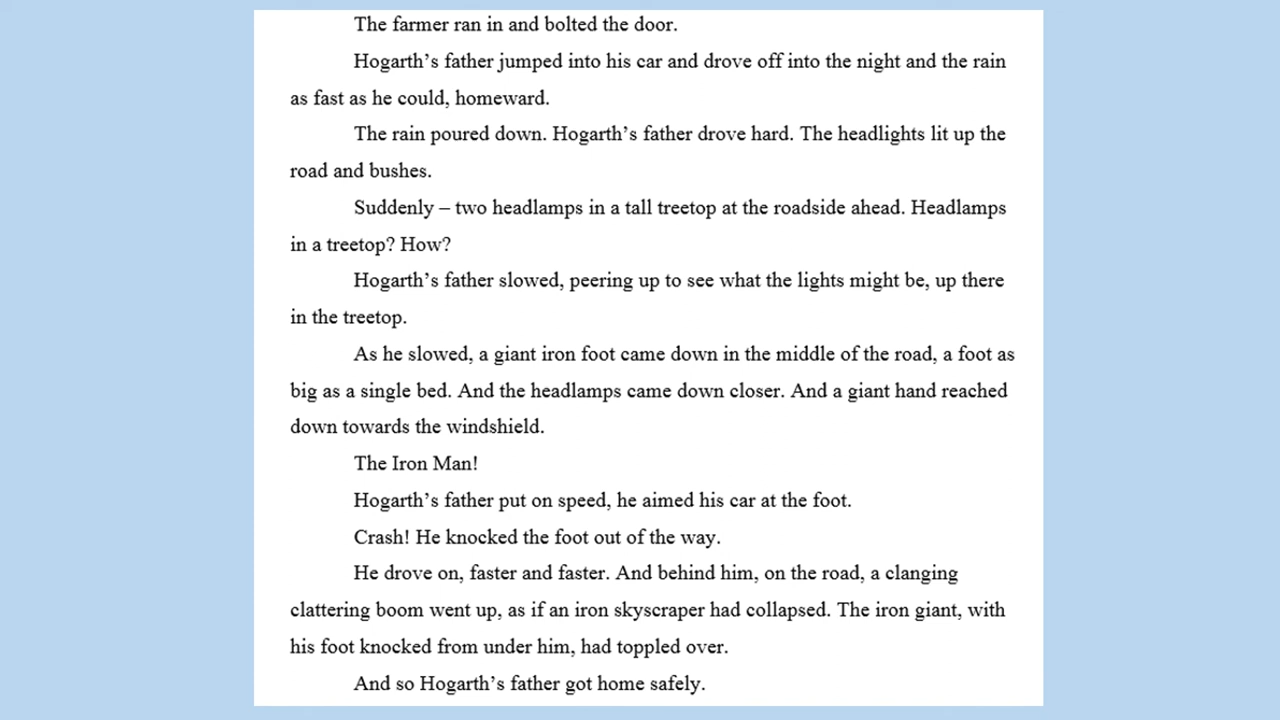 The farmer ran in and bolted the door.
Hogarth’s father jumped into his car and drove off into the night and the rain
as fast as he could, homeward.
The rain poured down. Hogarth’s father drove hard. The headlights lit up the
road and bushes.
Suddenly – two headlamps in a tall treetop at the roadside ahead. Headlamps
in a treetop? How?
Hogarth’s father slowed, peering up to see what the lights might be, up there
in the treetop.
As he slowed, a giant iron foot came down in the middle of the road, a foot as
big as a single bed. And the headlamps came down closer. And a giant hand reached
down towards the windshield.
The Iron Man!
Hogarth’s father put on speed, he aimed his car at the foot.
Crash! He knocked the foot out of the way.
He drove on, faster and faster. And behind him, on the road, a clanging
clattering boom went up, as if an iron skyscraper had collapsed. The iron giant, with
his foot knocked from under him, had toppled over.
And so Hogarth’s father got home safely.